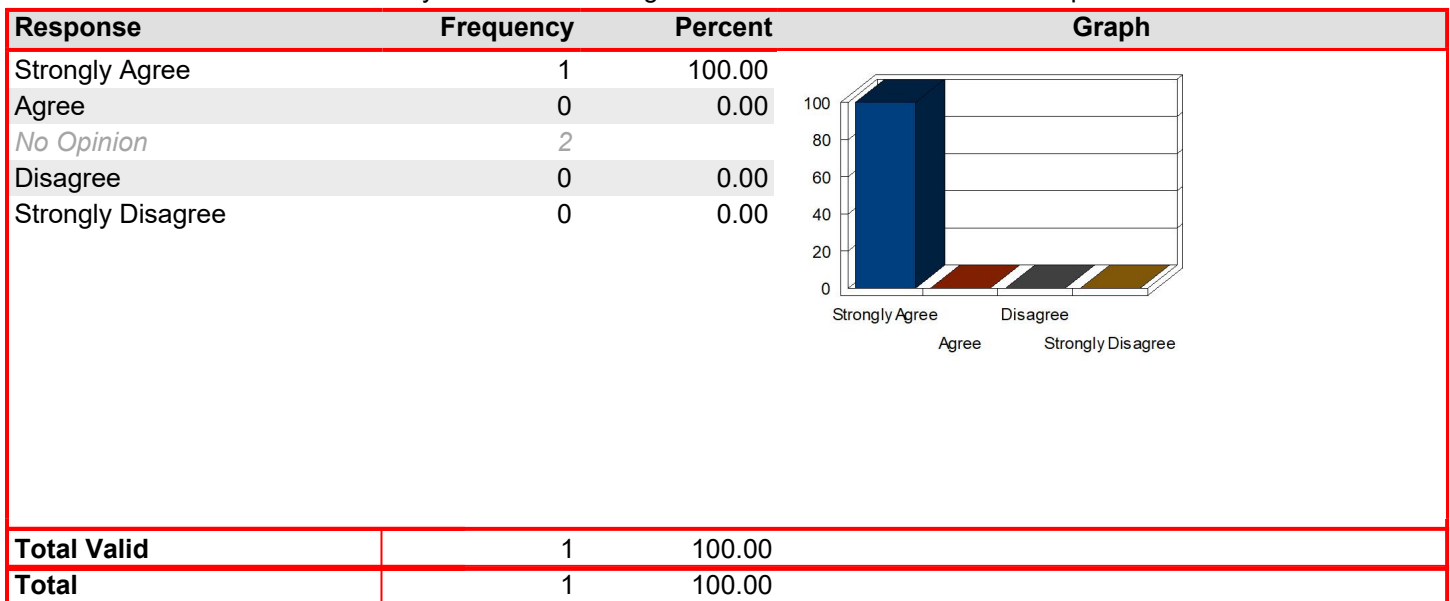 Response Frequency Percent Graph
Strongly Agree 1 100.00
Agree 0 0.00
No Opinion 2
Disagree 0 0.00
Strongly Disagree 0 0.00
100
80
60
40
20
0
Strongly Agree Disagree
Agree Strongly Disagree
Total Valid 1 100.00
Total 1 100.00